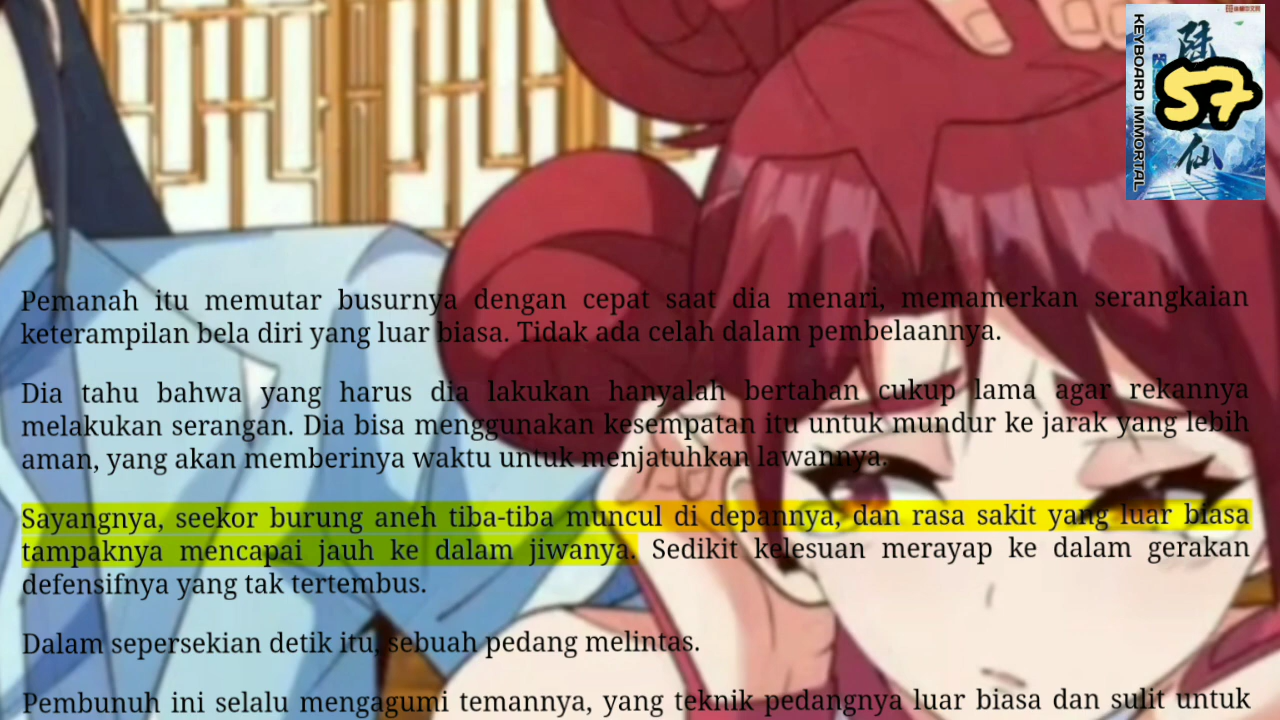 KEYBOARD IMMORTAL
57
仙
Pemanah itu memutar busurnya dengan cepat saat dia menari, memamerkan serangkaian
keterampilan bela diri yang luar biasa. Tidak ada celah dalam pembelaannya.
Dia tahu bahwa yang harus dia lakukan hanyalah bertahan cukup lama agar rekannya
melakukan serangan. Dia bisa menggunakan kesempatan itu untuk mundur ke jarak yang lebih
aman, yang akan memberinya waktu untuk menjatuhkan lawannya.
Sayangnya, seekor burung aneh tiba-tiba muncul di depannya, dan rasa sakit yang luar biasa
tampaknya mencapai jauh ke dalam jiwanya. Sedikit kelesuan merayap ke dalam gerakan
defensifnya yang tak tertembus.
Dalam sepersekian detik itu, sebuah pedang melintas.
Pembunuh ini selalu mengagumi temannya, yang teknik pedangnya luar biasa dan sulit untuk